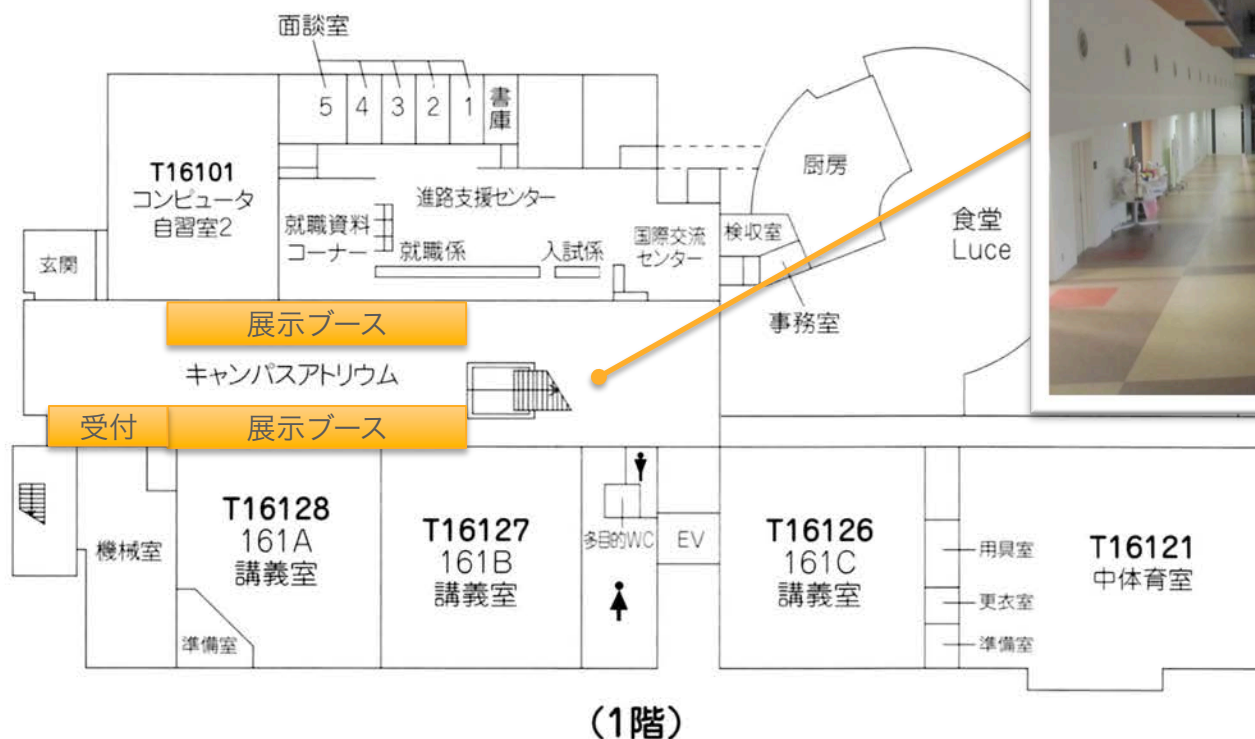 面談室
5
4
3
2
1
書庫
T16101
コンピュータ
自習室2
進路支援センター
就職資料
コーナー
就職係
入試係
国際交流
センター
検収室
厨房
食堂
Luce
事務室
玄関
展示ブース
キャンパスアトリウム
受付
展示ブース
機械室
T16128
161A
講義室
準備室
T16127
161B
講義室
多目的WC
EV
T16126
161C
講義室
用具室
更衣室
準備室
T16121
中体育室
(1階)